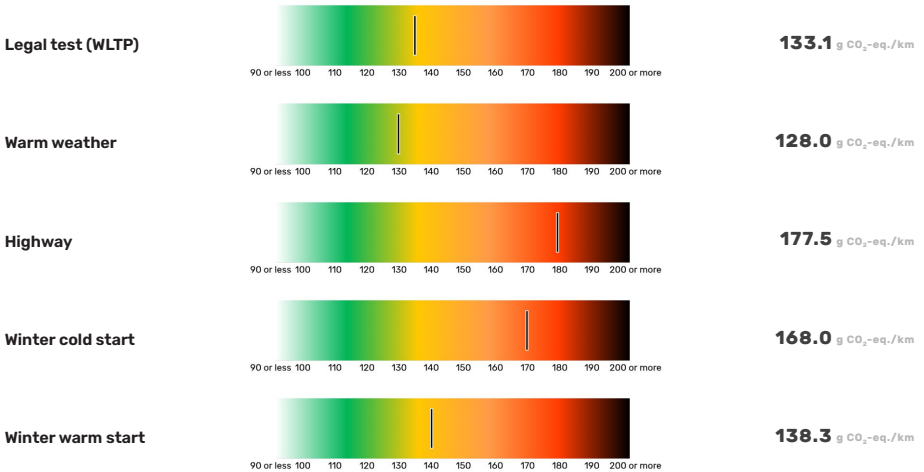 Legal test (WLTP)
133.1 g CO₂-eq./km
90 or less 100 110 120 130 140 150 160 170 180 190 200 or more
Warm weather
128.0 g CO₂-eq./km
90 or less 100 110 120 130 140 150 160 170 180 190 200 or more
Highway
177.5 g CO₂-eq./km
90 or less 100 110 120 130 140 150 160 170 180 190 200 or more
Winter cold start
168.0 g CO₂-eq./km
90 or less 100 110 120 130 140 150 160 170 180 190 200 or more
Winter warm start
138.3 g CO₂-eq./km
90 or less 100 110 120 130 140 150 160 170 180 190 200 or more